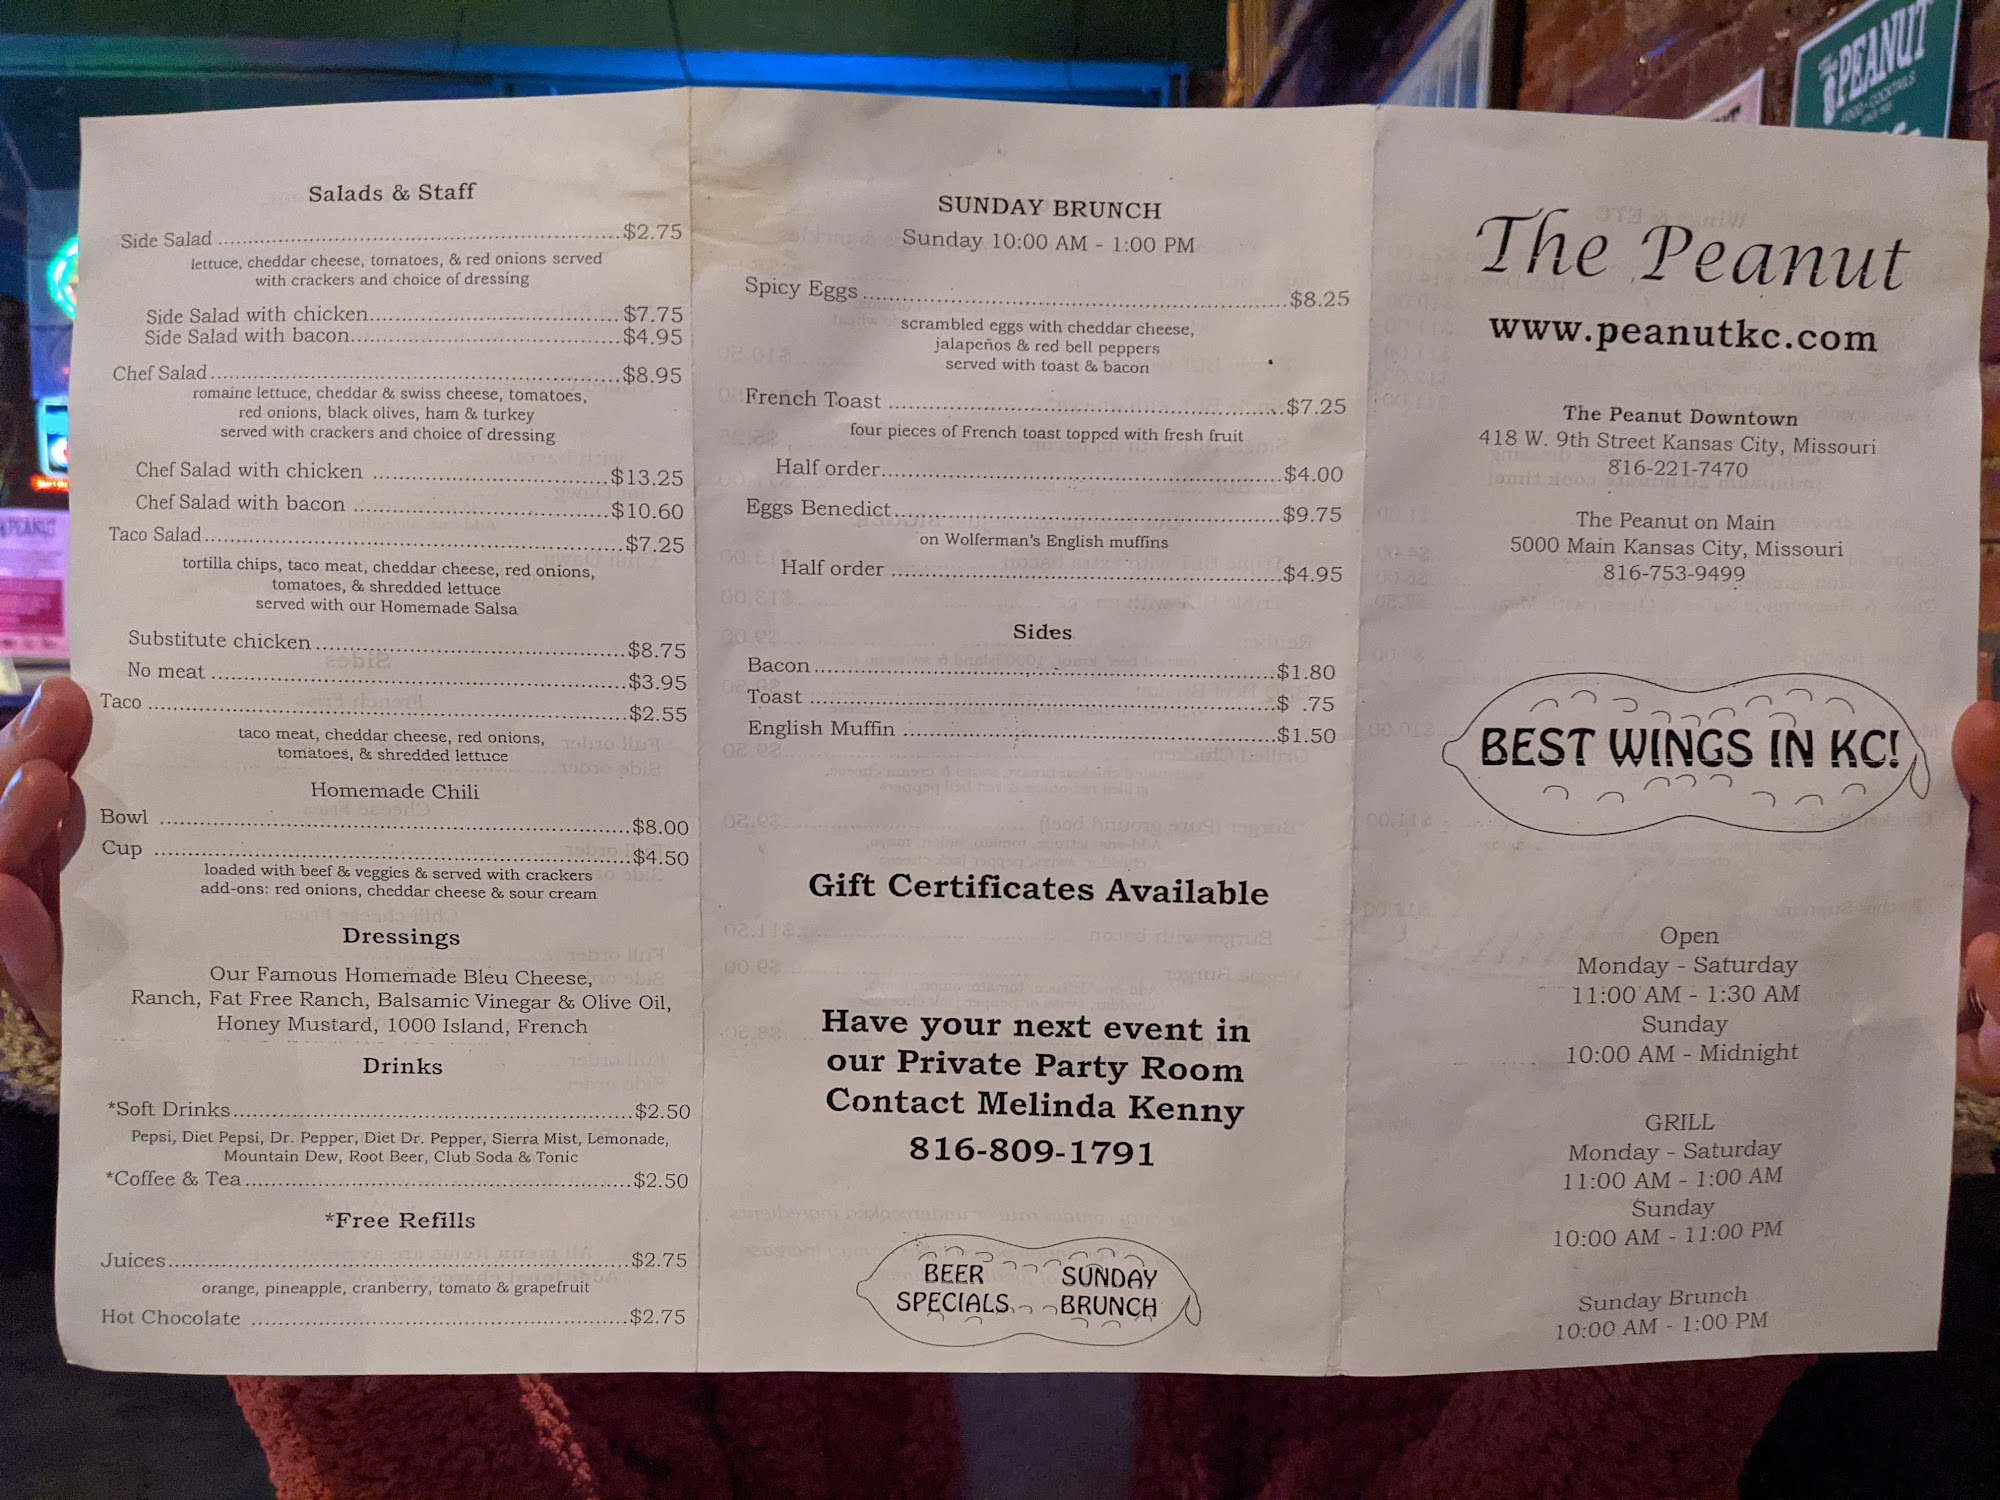 Salads & Staff
Side Salad ........ $2.75
lettuce, cheddar cheese, tomatoes, & red onions served
with crackers and choice of dressing
Side Salad with chicken ........ $7.75
Side Salad with bacon ........ $4.95
Chef Salad ........ $8.95
romaine lettuce, cheddar & swiss cheese, tomatoes,
red onions, black olives, ham & turkey
served with crackers and choice of dressing
Chef Salad with chicken ........ $13.25
Chef Salad with bacon ........ $10.60
Taco Salad ........ $7.25
tortilla chips, taco meat, cheddar cheese, red onions,
tomatoes, & shredded lettuce
served with our Homemade Salsa
Substitute chicken ........ $8.75
No meat ........ $3.95
Taco ........ $2.55
taco meat, cheddar cheese, red onions,
tomatoes, & shredded lettuce
Homemade Chili
Bowl ........ $8.00
Cup ........ $4.50
loaded with beef & veggies & served with crackers
add-ons: red onions, cheddar cheese & sour cream
Dressings
Our Famous Homemade Bleu Cheese,
Ranch, Fat Free Ranch, Balsamic Vinegar & Olive Oil,
Honey Mustard, 1000 Island, French
Drinks
*Soft Drinks ........ $2.50
Pepsi, Diet Pepsi, Dr. Pepper, Diet Dr. Pepper, Sierra Mist, Lemonade,
Mountain Dew, Root Beer, Club Soda & Tonic
*Coffee & Tea ........ $2.50
*Free Refills
Juices ........ $2.75
orange, pineapple, cranberry, tomato & grapefruit
Hot Chocolate ........ $2.75
SUNDAY BRUNCH
Sunday 10:00 AM - 1:00 PM
Spicy Eggs ........ $8.25
scrambled eggs with cheddar cheese,
jalapeños & red bell peppers
served with toast & bacon
French Toast ........ $7.25
four pieces of French toast topped with fresh fruit
Half order ........ $4.00
Eggs Benedict ........ $9.75
on Wolferman's English muffins
Half order ........ $4.95
Sides
Bacon ........ $1.80
Toast ........ $ .75
English Muffin ........ $1.50
Gift Certificates Available
Have your next event in
our Private Party Room
Contact Melinda Kenny
816-809-1791
BEER SPECIALS
SUNDAY BRUNCH
The Peanut
www.peanutkc.com
The Peanut Downtown
418 W. 9th Street Kansas City, Missouri
816-221-7470
The Peanut on Main
5000 Main Kansas City, Missouri
816-753-9499
BEST WINGS IN KC!
Open
Monday - Saturday
11:00 AM - 1:30 AM
Sunday
10:00 AM - Midnight
GRILL
Monday - Saturday
11:00 AM - 1:00 AM
Sunday
10:00 AM - 11:00 PM
Sunday Brunch
10:00 AM - 1:00 PM
The PEANUT
FOOD · COCKTAILS
PEANUT